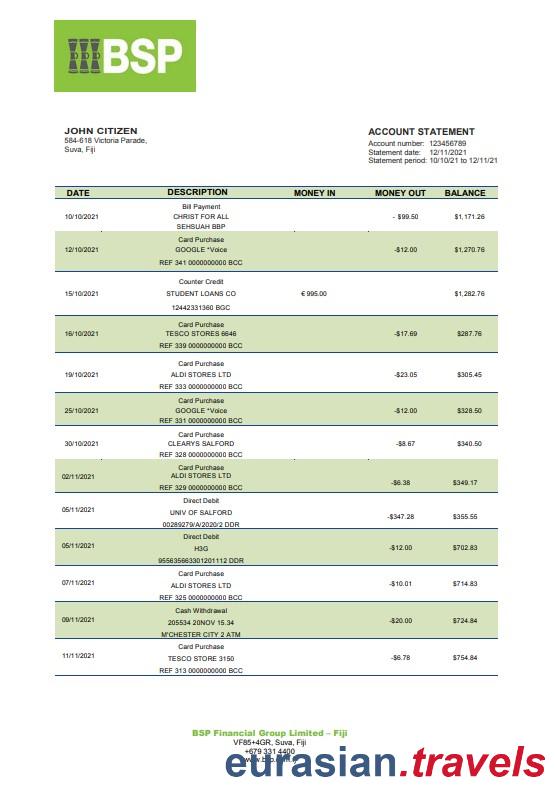 BSP
JOHN CITIZEN
584-618 Victoria Parade,
Suva, Fiji
ACCOUNT STATEMENT
Account number: 123456789
Statement date: 12/11/2021
Statement period: 10/10/21 to 12/11/21
DATE DESCRIPTION MONEY IN MONEY OUT BALANCE
Bill Payment
10/10/2021 CHRIST FOR ALL - $99.50 $1,171.26
SEHSUAH BBP
Card Purchase
12/10/2021 GOOGLE *Voice -$12.00 $1,270.76
REF 341 0000000000 BCC
Counter Credit
15/10/2021 STUDENT LOANS CO € 995.00 $1,282.76
12442331360 BGC
Card Purchase
16/10/2021 TESCO STORES 6646 -$17.69 $287.76
REF 339 0000000000 BCC
Card Purchase
19/10/2021 ALDI STORES LTD -$23.05 $305.45
REF 333 0000000000 BCC
Card Purchase
25/10/2021 GOOGLE *Voice -$12.00 $328.50
REF 331 0000000000 BCC
Card Purchase
30/10/2021 CLEARYS SALFORD -$8.67 $340.50
REF 328 0000000000 BCC
Card Purchase
02/11/2021 ALDI STORES LTD -$6.38 $349.17
REF 329 0000000000 BCC
Direct Debit
05/11/2021 UNIV OF SALFORD -$347.28 $355.55
00289279/A/2020/2 DDR
Direct Debit
05/11/2021 H3G -$12.00 $702.83
955635663301201112 DDR
Card Purchase
07/11/2021 ALDI STORES LTD -$10.01 $714.83
REF 325 0000000000 BCC
Cash Withdrawal
09/11/2021 205534 20NOV 15.34 -$20.00 $724.84
M'CHESTER CITY 2 ATM
Card Purchase
11/11/2021 TESCO STORE 3150 -$6.78 $754.84
REF 313 0000000000 BCC
BSP Financial Group Limited – Fiji
VF85+4GR, Suva, Fiji
+679 331 4400
eurasian.travels